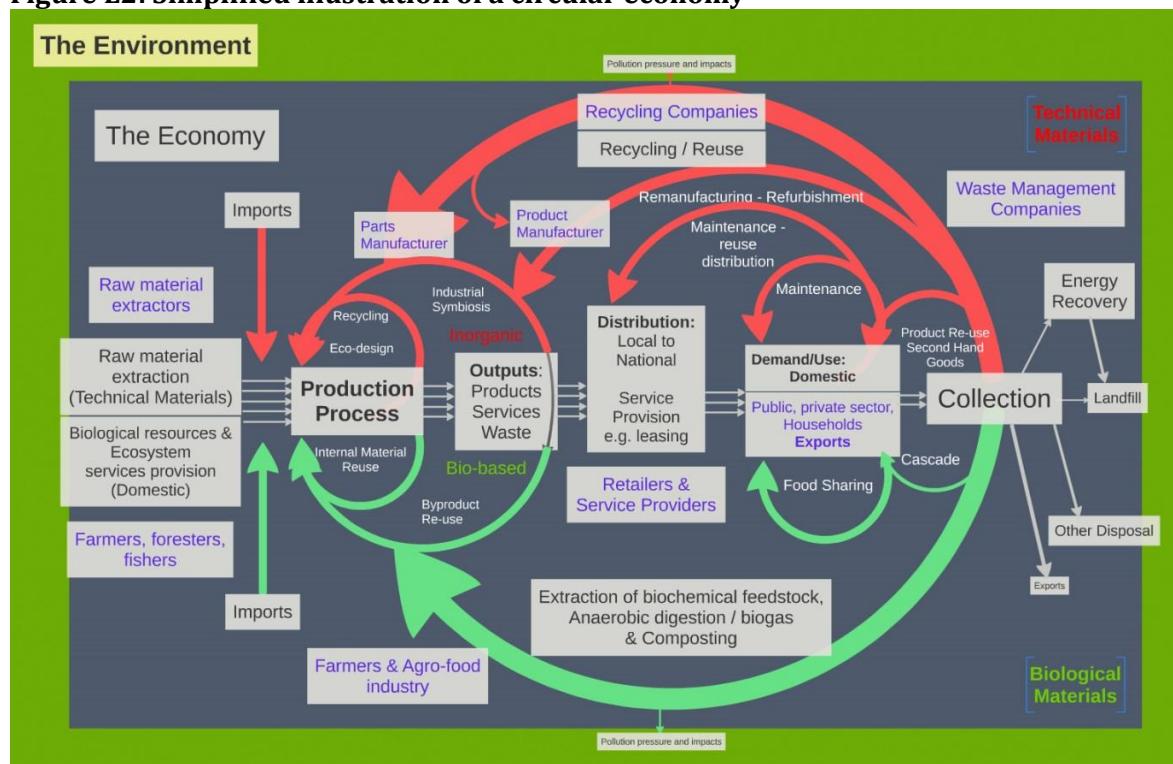 Figure E2: Simplified illustration of a circular economy
The Environment
Pollution pressure and impacts
The Economy
Recycling Companies
Recycling / Reuse
Technical
Materials
Imports
Remanufacturing - Refurbishment
Waste Management
Companies
Parts
Manufacturer
Product
Manufacturer
Maintenance -
reuse
distribution
Raw material
extractors
Industrial
Symbiosis
Maintenance
Energy
Recovery
Recycling
Eco-design
Inorganic
Distribution:
Local to
National
Service
Provision
e.g. leasing
Product Re-use
Second Hand
Goods
Raw material
extraction
(Technical Materials)
Biological resources &
Ecosystem
services provision
(Domestic)
Production
Process
Outputs:
Products
Services
Waste
Demand/Use:
Domestic
Public, private sector,
Households
Exports
Collection
Landfill
Internal Material
Reuse
Bio-based
Cascade
Food Sharing
Retailers &
Service Providers
Byproduct
Re-use
Farmers, foresters,
fishers
Other Disposal
Exports
Imports
Extraction of biochemical feedstock,
Anaerobic digestion / biogas
& Composting
Farmers & Agro-food
industry
Biological
Materials
Pollution pressure and impacts